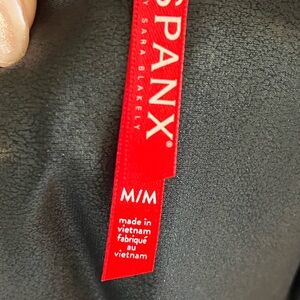 SPANX®
BY SARA BLAKELY
M/M
made in
vietnam
fabriqué
au
vietnam